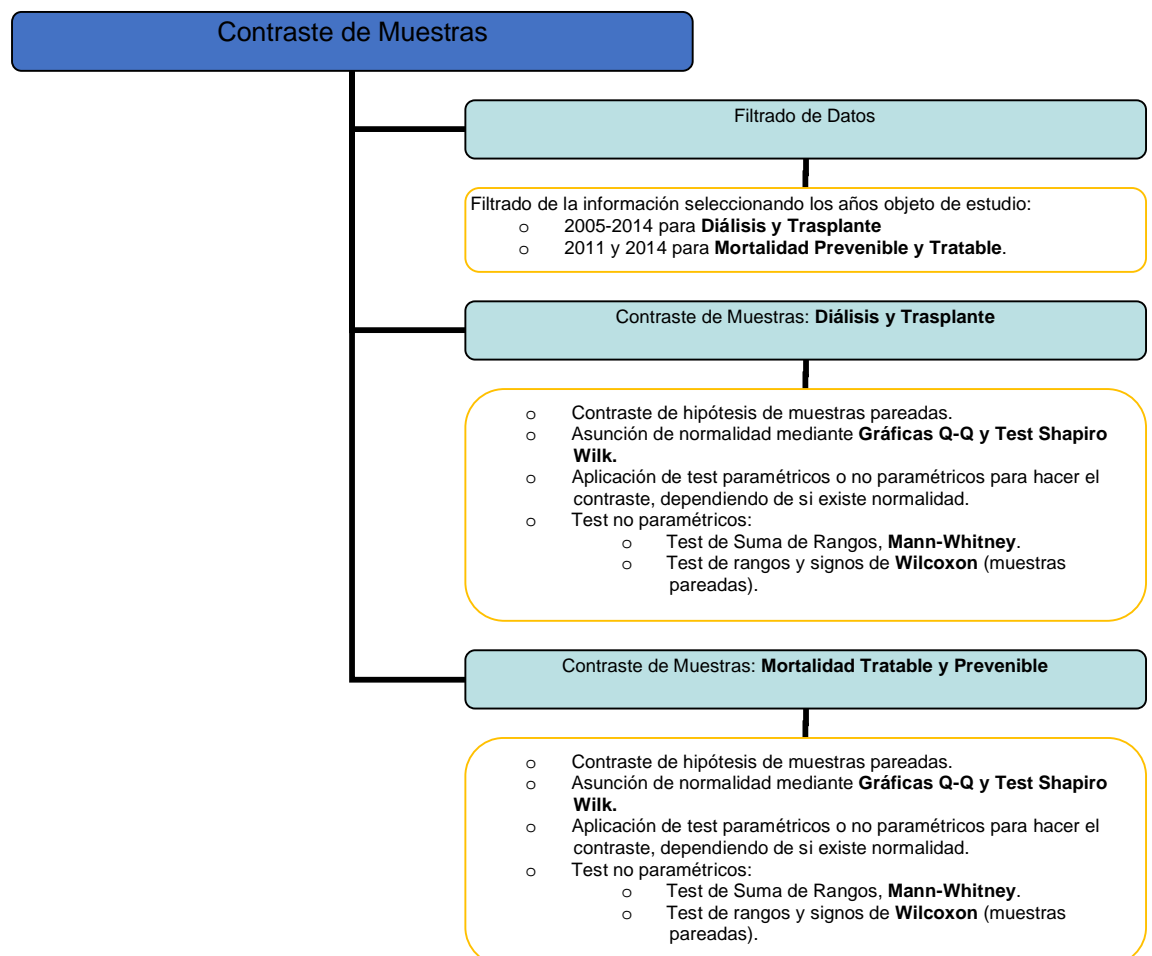 Contraste de Muestras
Filtrado de Datos
Filtrado de la información seleccionando los años objeto de estudio:
o 2005-2014 para Diálisis y Trasplante
o 2011 y 2014 para Mortalidad Prevenible y Tratable.
Contraste de Muestras: Diálisis y Trasplante
o Contraste de hipótesis de muestras pareadas.
o Asunción de normalidad mediante Gráficas Q-Q y Test Shapiro
Wilk.
o Aplicación de test paramétricos o no paramétricos para hacer el
contraste, dependiendo de si existe normalidad.
o Test no paramétricos:
o Test de Suma de Rangos, Mann-Whitney.
o Test de rangos y signos de Wilcoxon (muestras
pareadas).
Contraste de Muestras: Mortalidad Tratable y Prevenible
o Contraste de hipótesis de muestras pareadas.
o Asunción de normalidad mediante Gráficas Q-Q y Test Shapiro
Wilk.
o Aplicación de test paramétricos o no paramétricos para hacer el
contraste, dependiendo de si existe normalidad.
o Test no paramétricos:
o Test de Suma de Rangos, Mann-Whitney.
o Test de rangos y signos de Wilcoxon (muestras
pareadas).